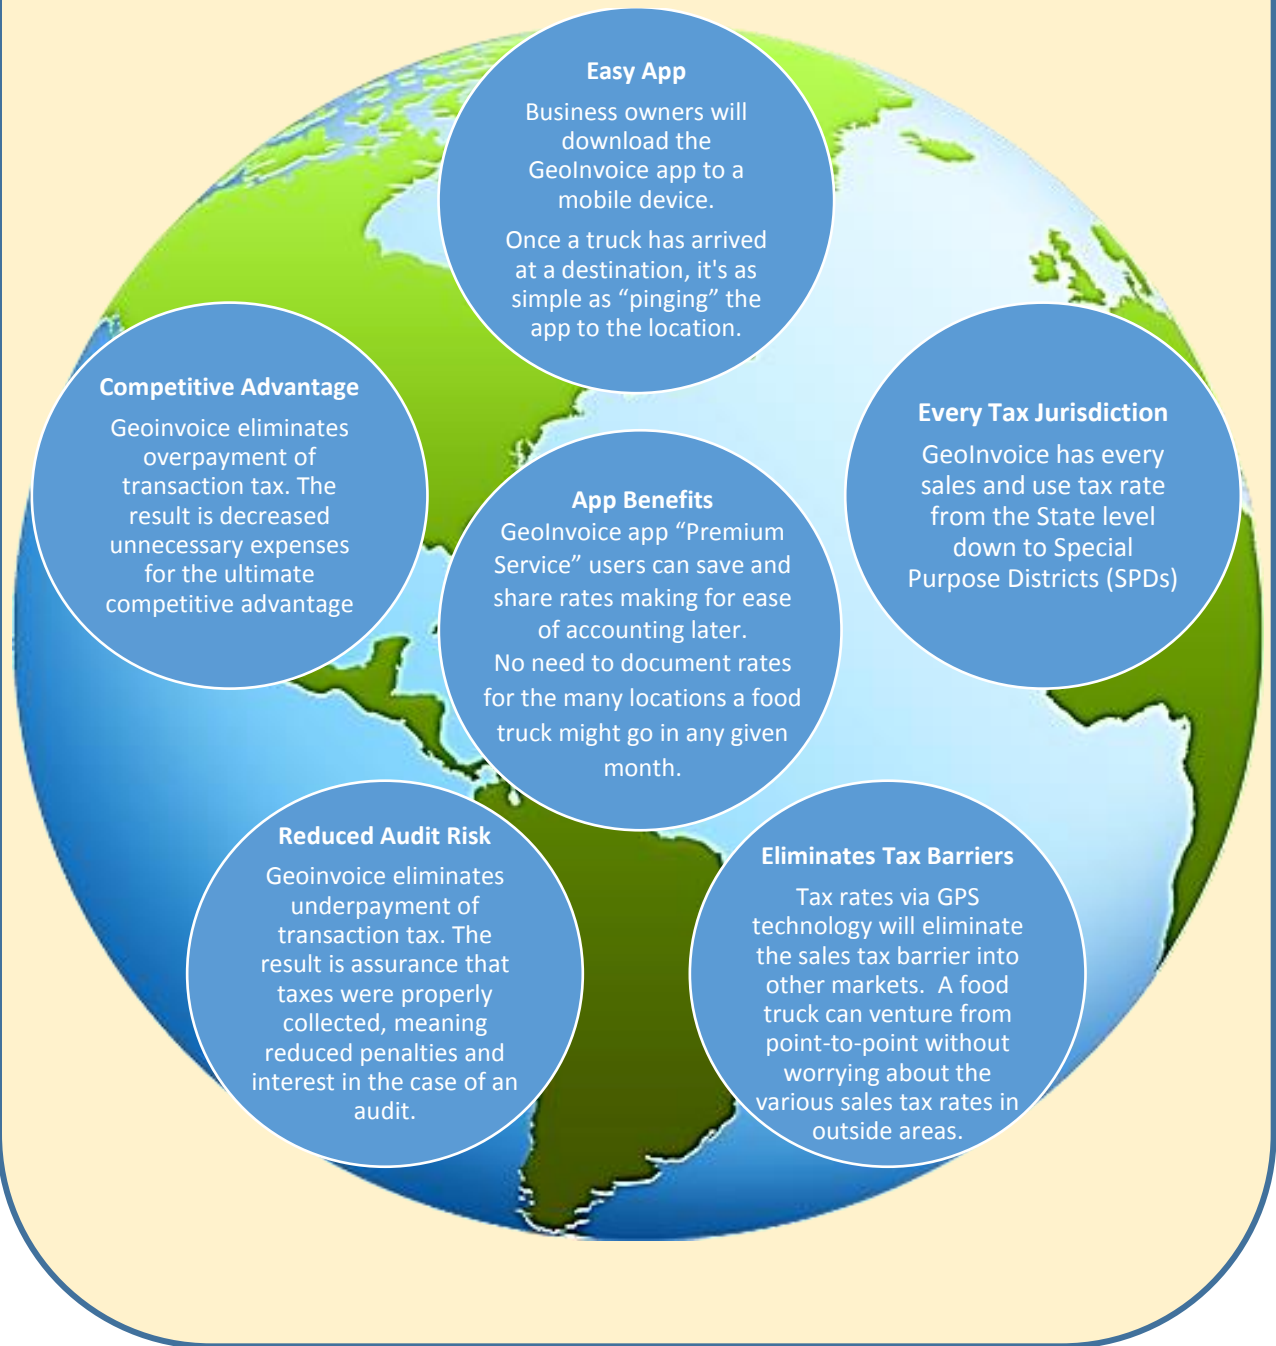 Easy App
Business owners will
download the
GeoInvoice app to a
mobile device.
Once a truck has arrived
at a destination, it's as
simple as “pinging” the
app to the location.
Competitive Advantage
Geoinvoice eliminates
overpayment of
transaction tax. The
result is decreased
unnecessary expenses
for the ultimate
competitive advantage
Every Tax Jurisdiction
GeoInvoice has every
sales and use tax rate
from the State level
down to Special
Purpose Districts (SPDs)
App Benefits
GeoInvoice app “Premium
Service” users can save and
share rates making for ease
of accounting later.
No need to document rates
for the many locations a food
truck might go in any given
month.
Reduced Audit Risk
Geoinvoice eliminates
underpayment of
transaction tax. The
result is assurance that
taxes were properly
collected, meaning
reduced penalties and
interest in the case of an
audit.
Eliminates Tax Barriers
Tax rates via GPS
technology will eliminate
the sales tax barrier into
other markets.  A food
truck can venture from
point-to-point without
worrying about the
various sales tax rates in
outside areas.